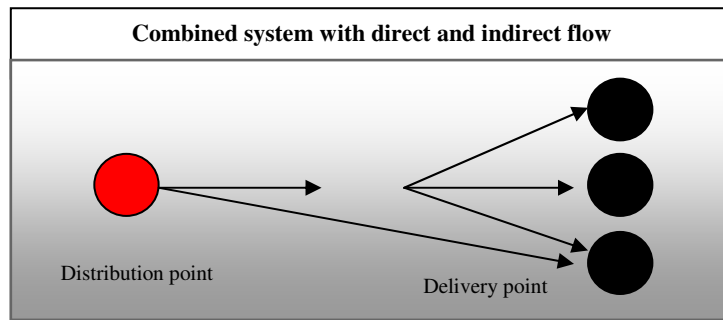 Combined system with direct and indirect flow
Distribution point
Delivery point